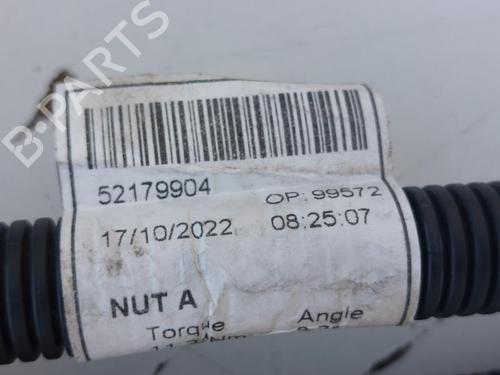 52179904 OP:99572
17/10/2022 08:25:07
NUT A
Torque Angle
B-PARTS